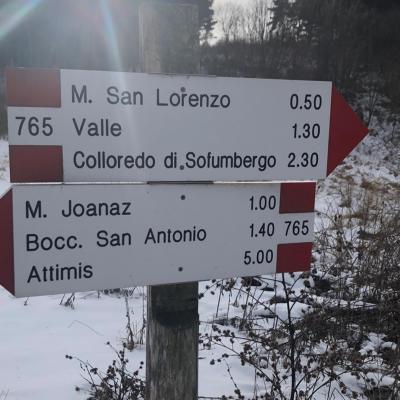 M. San Lorenzo 0.50
765 Valle 1.30
Colloredo di Sofumbergo 2.30
M. Joanaz 1.00
Bocc. San Antonio 1.40 765
Attimis 5.00